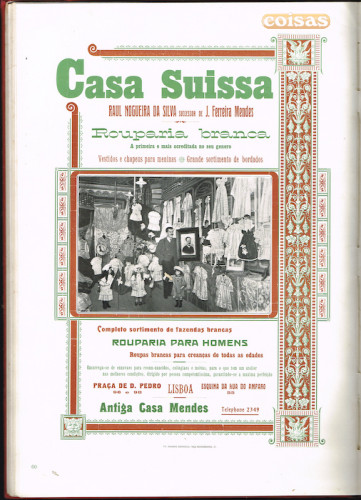 coisas
Casa Suissa
RAUL NOGUEIRA DA SILVA SUCCESSOR DE J. Ferreira Mendes
Rouparia branca
A primeira e mais acreditada no seu genero
Vestidos e chapeus para meninas Grande sortimento de bordados
Completo sortimento de fazendas brancas
ROUPARIA PARA HOMENS
Roupas brancas para creanças de todas as edades
PRAÇA DE D. PEDRO LISBOA ESQUINA DA RUA DO AMPARO
Antiga Casa Mendes Telephone 2:149